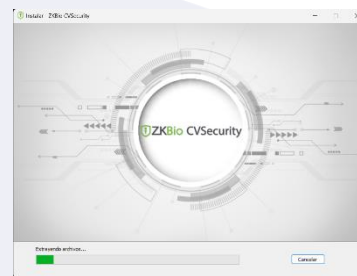 Instalar - ZKBio CVSecurity
ZKBio CVSecurity
Extrayendo archivos...
Cancelar